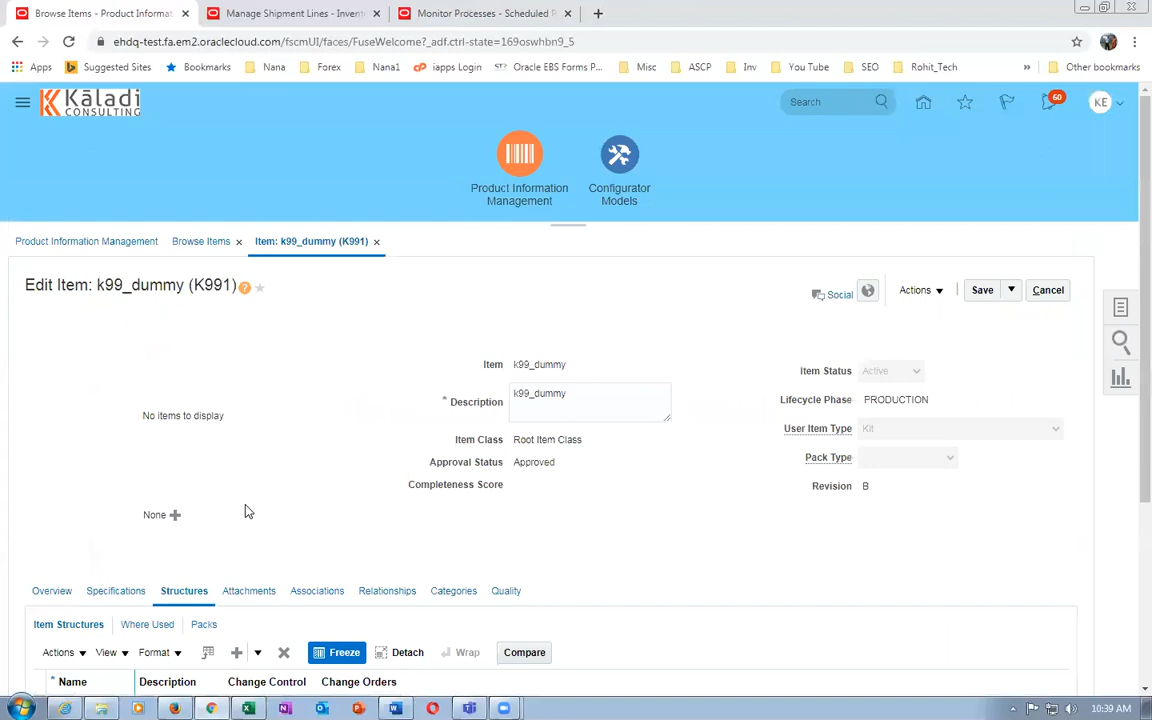 Browse Items - Product Informat
Manage Shipment Lines - Invent
Monitor Processes - Scheduled P
ehdq-test.fa.em2.oraclecloud.com/fscmUI/faces/FuseWelcome?_adf.ctrl-state=169oswhbn9_5
Apps
Suggested Sites
Bookmarks
Nana
Forex
Nana1
iapps Login
Oracle EBS Forms P...
Misc
ASCP
Inv
You Tube
SEO
Rohit_Tech
»
Other bookmarks
Kaladi
CONSULTING
Search
60
KE
Product Information
Management
Configurator
Models
Product Information Management
Browse Items
Item: k99_dummy (K991)
Edit Item: k99_dummy (K991)
Social
Actions
Save
Cancel
Item k99_dummy
* Description k99_dummy
Item Class Root Item Class
Approval Status Approved
Completeness Score
Item Status Active
Lifecycle Phase PRODUCTION
User Item Type Kit
Pack Type
Revision B
No items to display
None
Overview
Specifications
Structures
Attachments
Associations
Relationships
Categories
Quality
Item Structures
Where Used
Packs
Actions
View
Format
Freeze
Detach
Wrap
Compare
* Name
Description
Change Control
Change Orders
10:39 AM